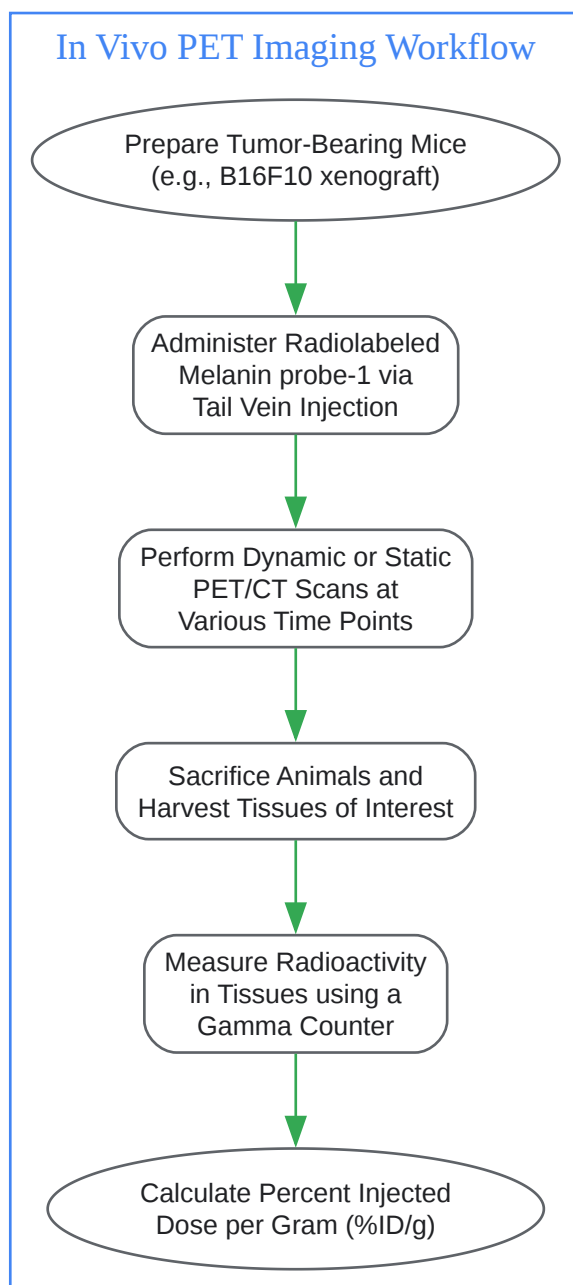 In Vivo PET Imaging Workflow
Prepare Tumor-Bearing Mice
(e.g., B16F10 xenograft)
Administer Radiolabeled
Melanin probe-1 via
Tail Vein Injection
Perform Dynamic or Static
PET/CT Scans at
Various Time Points
Sacrifice Animals and
Harvest Tissues of Interest
Measure Radioactivity
in Tissues using a
Gamma Counter
Calculate Percent Injected
Dose per Gram (%ID/g)